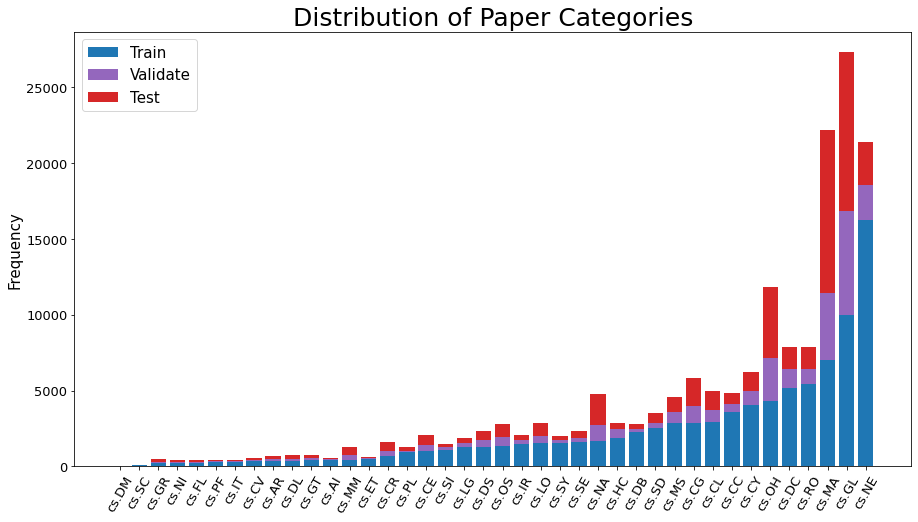 Distribution of Paper Categories
Train
Validate
Test
Frequency
25000
20000
15000
10000
5000
0
cs.DM
cs.SC
cs.GR
cs.NI
cs.FL
cs.PF
cs.IT
cs.CV
cs.AR
cs.DL
cs.GT
cs.AI
cs.MM
cs.ET
cs.CR
cs.PL
cs.CE
cs.SI
cs.LG
cs.DS
cs.OS
cs.IR
cs.LO
cs.SY
cs.SE
cs.NA
cs.HC
cs.DB
cs.SD
cs.MS
cs.CG
cs.CL
cs.CC
cs.CY
cs.OH
cs.DC
cs.RO
cs.MA
cs.GL
cs.NE